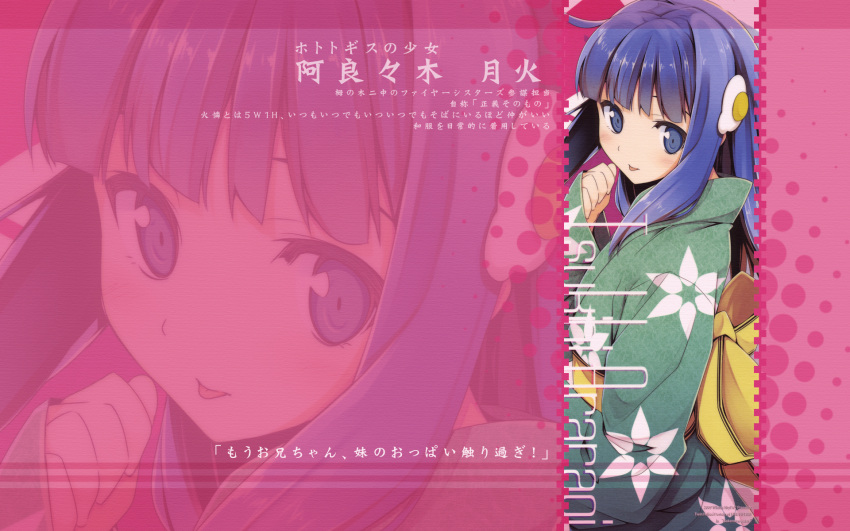 ホトトギスの少女
阿良々木 月火
栂の木二中のファイヤーシスターズ参謀担当
自称「正義そのもの」
火憐とは5W1H、いつもいつでもいついつでもそばにいるほど仲がいい
和服を日常的に着用している
Tsukihi Araragi
「もうお兄ちゃん、妹のおっぱい触り過ぎ！」